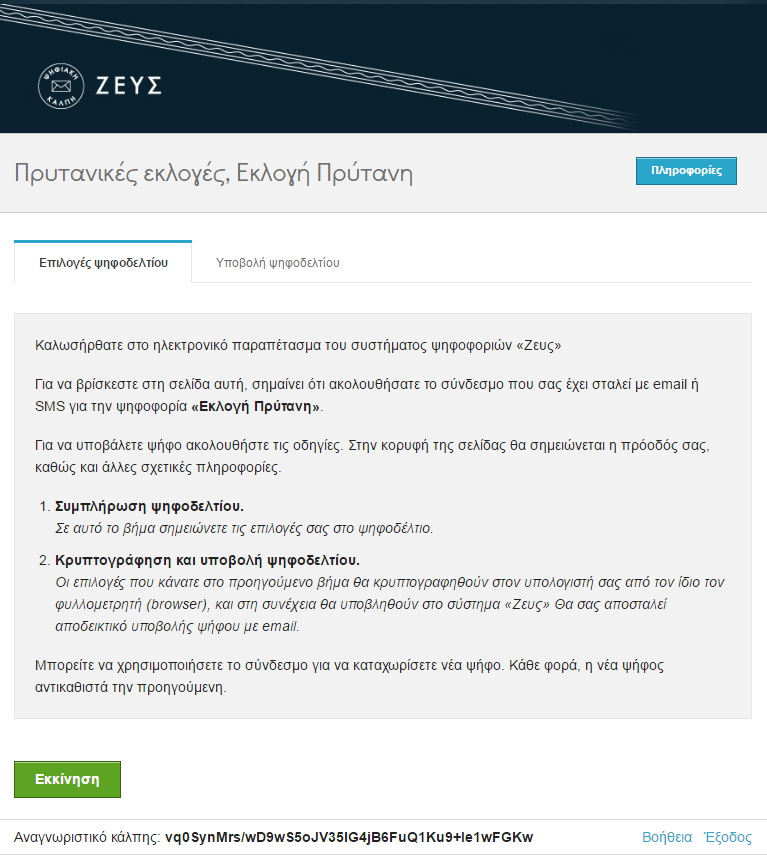 ΨΗΦΙΑΚΗ
ΚΑΛΠΗ
ΖΕΥΣ
Πρυτανικές εκλογές, Εκλογή Πρύτανη
Πληροφορίες
Επιλογές ψηφοδελτίου
Υποβολή ψηφοδελτίου
Καλωσήρθατε στο ηλεκτρονικό παραπέτασμα του συστήματος ψηφοφοριών «Ζευς»
Για να βρίσκεστε στη σελίδα αυτή, σημαίνει ότι ακολουθήσατε το σύνδεσμο που σας έχει σταλεί με email ή
SMS για την ψηφοφορία «Εκλογή Πρύτανη».
Για να υποβάλετε ψήφο ακολουθήστε τις οδηγίες. Στην κορυφή της σελίδας θα σημειώνεται η πρόοδός σας,
καθώς και άλλες σχετικές πληροφορίες.
1. Συμπλήρωση ψηφοδελτίου.
Σε αυτό το βήμα σημειώνετε τις επιλογές σας στο ψηφοδέλτιο.
2. Κρυπτογράφηση και υποβολή ψηφοδελτίου.
Οι επιλογές που κάνατε στο προηγούμενο βήμα θα κρυπτογραφηθούν στον υπολογιστή σας από τον ίδιο τον
φυλλομετρητή (browser), και στη συνέχεια θα υποβληθούν στο σύστημα «Ζευς» Θα σας αποσταλεί
αποδεικτικό υποβολής ψήφου με email.
Μπορείτε να χρησιμοποιήσετε το σύνδεσμο για να καταχωρίσετε νέα ψήφο. Κάθε φορά, η νέα ψήφος
αντικαθιστά την προηγούμενη.
Εκκίνηση
Αναγνωριστικό κάλπης: vq0SynMrs/wD9wS5oJV35lG4jB6FuQ1Ku9+le1wFGKw
Βοήθεια Έξοδος